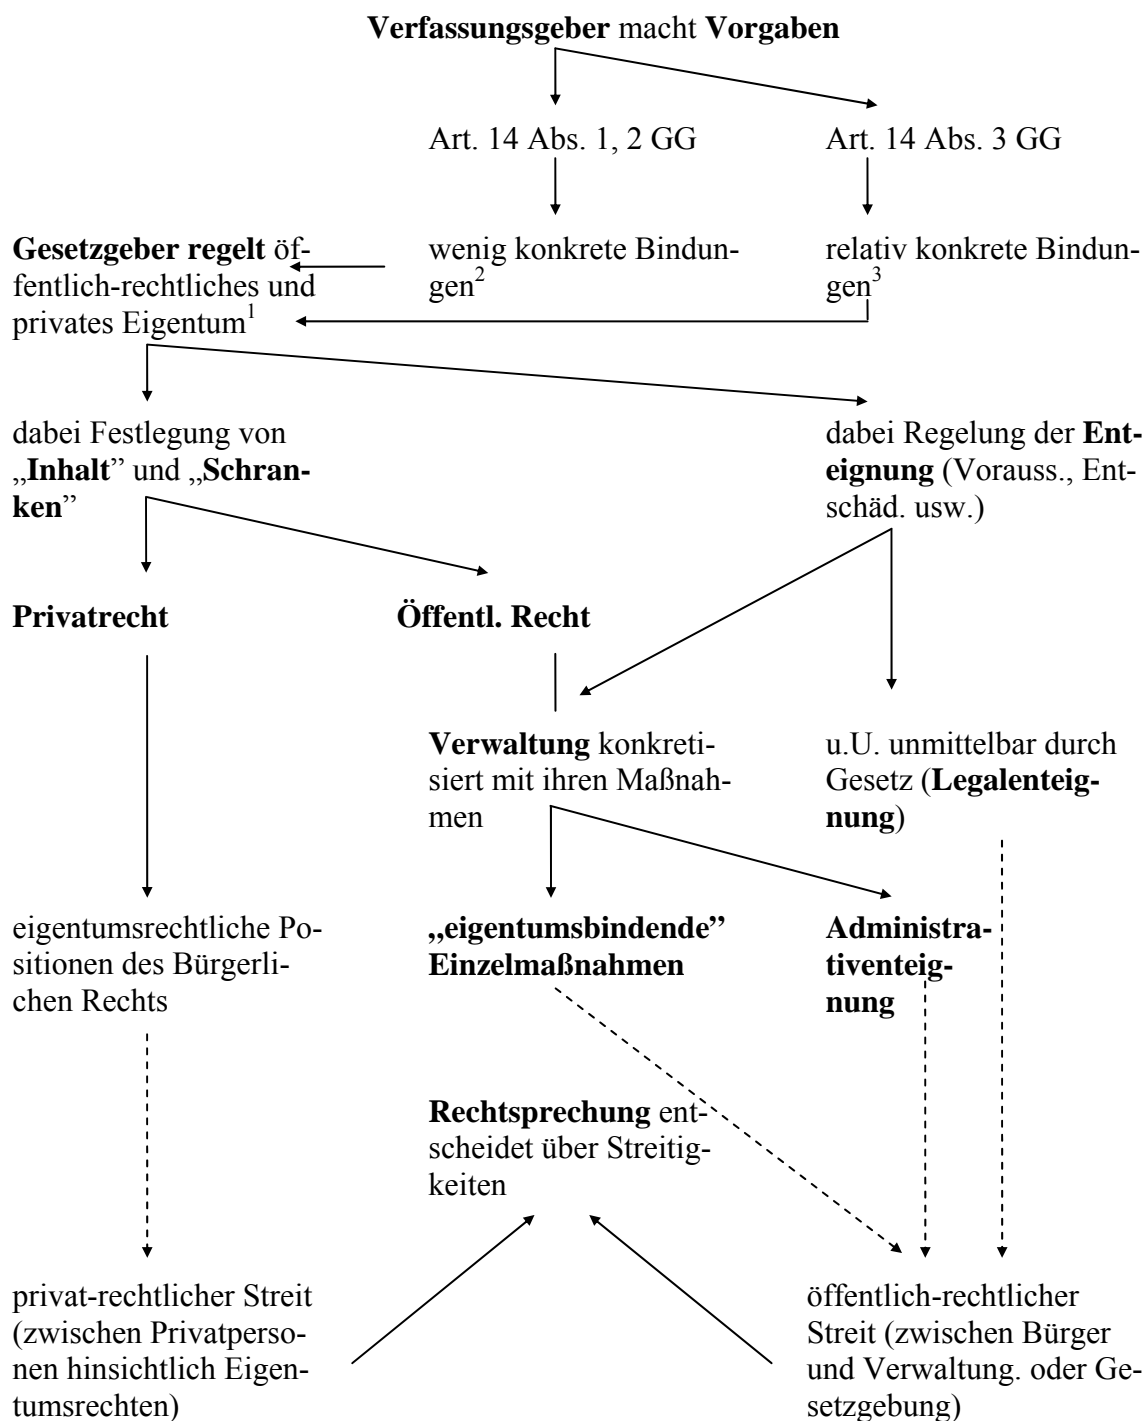 Verfassungsgeber macht Vorgaben
Art. 14 Abs. 1, 2 GG
Art. 14 Abs. 3 GG
Gesetzgeber regelt öf-
fentlich-rechtliches und
privates Eigentum1
wenig konkrete Bindun-
gen2
relativ konkrete Bindun-
gen3
dabei Festlegung von
„Inhalt” und „Schran-
ken”
dabei Regelung der Ent-
eignung (Vorauss., Ent-
schäd. usw.)
Privatrecht
Öffentl. Recht
Verwaltung konkreti-
siert mit ihren Maßnah-
men
u.U. unmittelbar durch
Gesetz (Legalenteig-
nung)
eigentumsrechtliche Po-
sitionen des Bürgerli-
chen Rechts
„eigentumsbindende”
Einzelmaßnahmen
Administra-
tiventeig-
nung
Rechtsprechung ent-
scheidet über Streitig-
keiten
privat-rechtlicher Streit
(zwischen Privatperso-
nen hinsichtlich Eigen-
tumsrechten)
öffentlich-rechtlicher
Streit (zwischen Bürger
und Verwaltung. oder Ge-
setzgebung)